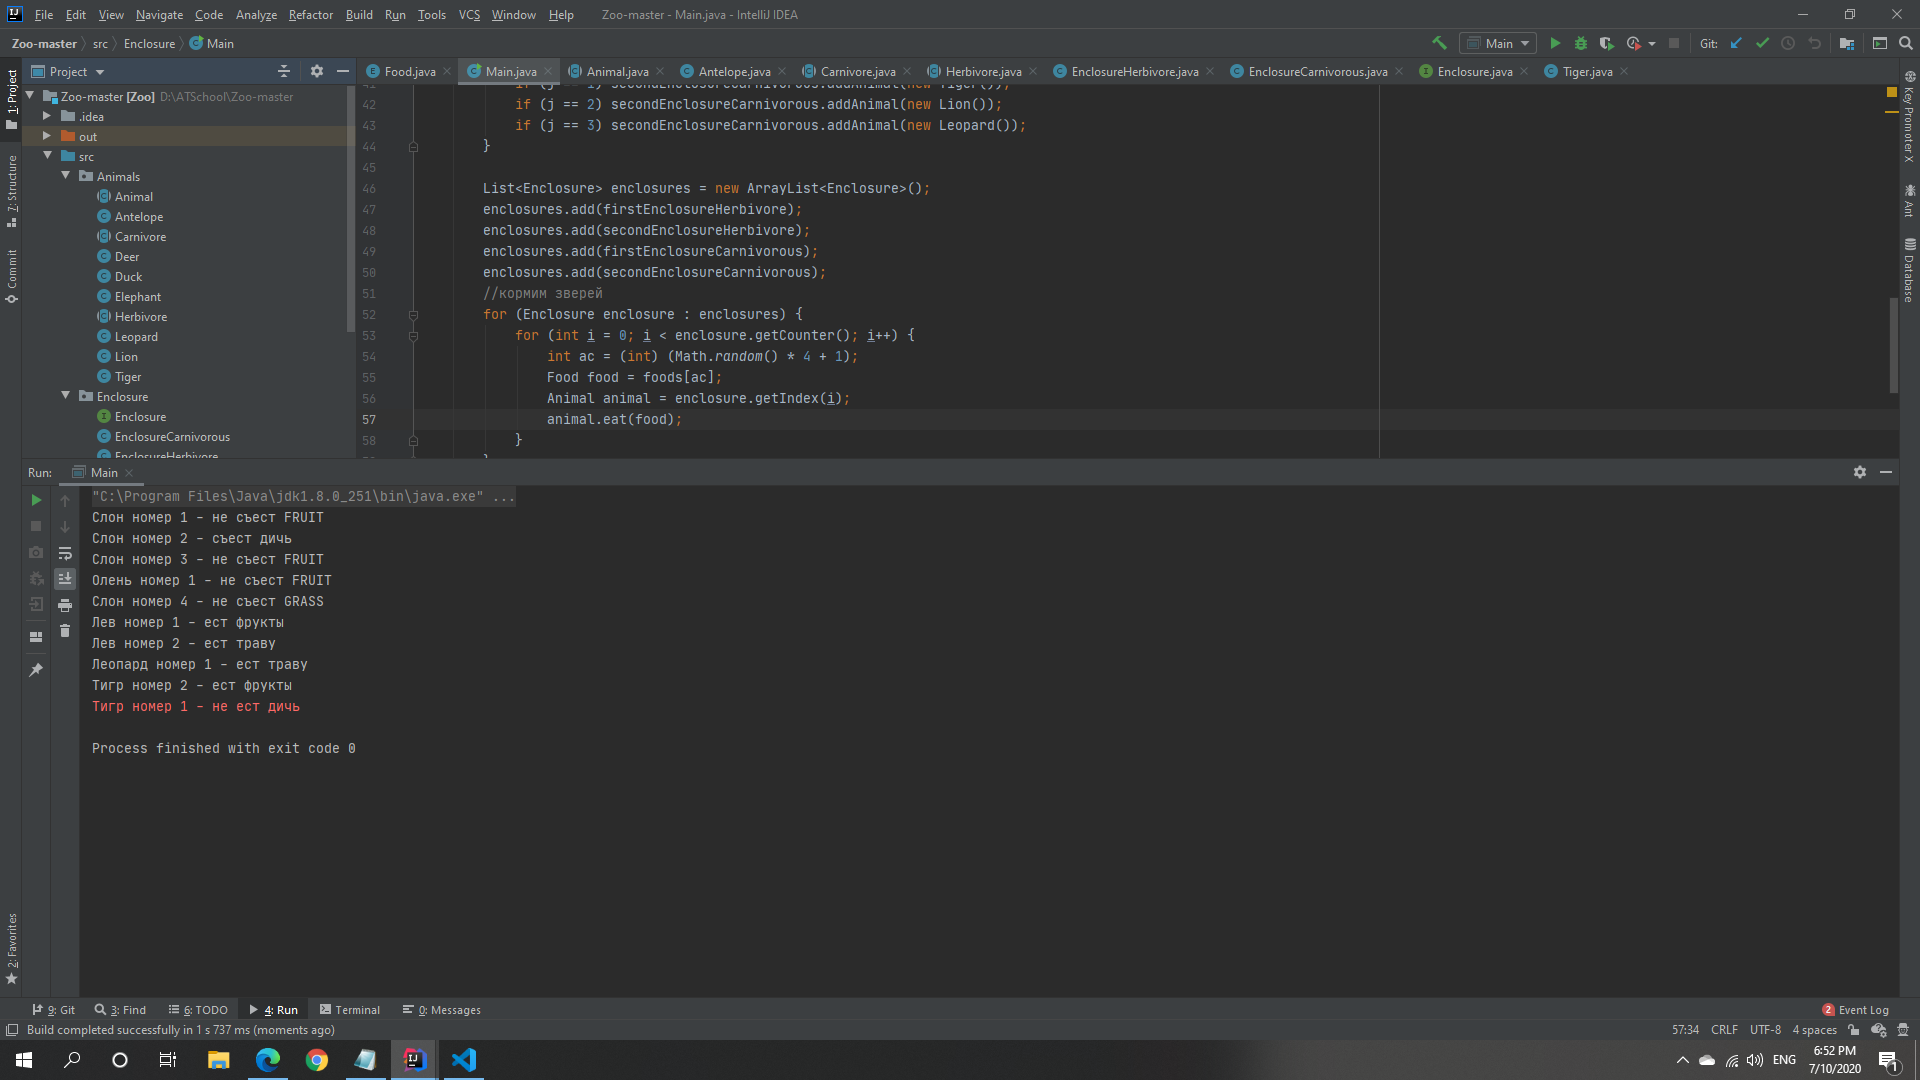 File Edit View Navigate Code Analyze Refactor Build Run Tools VCS Window Help Zoo-master - Main.java - IntelliJ IDEA
Zoo-master src Enclosure Main
Main Git:
Project
Food.java Main.java Animal.java Antelope.java Carnivore.java Herbivore.java EnclosureHerbivore.java EnclosureCarnivorous.java Enclosure.java Tiger.java
1: Project
7: Structure
Commit
2: Favorites
Zoo-master [Zoo] D:\ATSchool\Zoo-master
.idea
out
src
Animals
Animal
Antelope
Carnivore
Deer
Duck
Elephant
Herbivore
Leopard
Lion
Tiger
Enclosure
Enclosure
EnclosureCarnivorous
EnclosureHerbivore
41 if (j == 1) secondEnclosureCarnivorous.addAnimal(new Tiger());
42 if (j == 2) secondEnclosureCarnivorous.addAnimal(new Lion());
43 if (j == 3) secondEnclosureCarnivorous.addAnimal(new Leopard());
44 }
45
46 List<Enclosure> enclosures = new ArrayList<Enclosure>();
47 enclosures.add(firstEnclosureHerbivore);
48 enclosures.add(secondEnclosureHerbivore);
49 enclosures.add(firstEnclosureCarnivorous);
50 enclosures.add(secondEnclosureCarnivorous);
51 //кормим зверей
52 for (Enclosure enclosure : enclosures) {
53 for (int i = 0; i < enclosure.getCounter(); i++) {
54 int ac = (int) (Math.random() * 4 + 1);
55 Food food = foods[ac];
56 Animal animal = enclosure.getIndex(i);
57 animal.eat(food);
58 }
Key Promoter X
Ant
Database
Run: Main
"C:\Program Files\Java\jdk1.8.0_251\bin\java.exe" ...
Слон номер 1 - не съест FRUIT
Слон номер 2 - съест дичь
Слон номер 3 - не съест FRUIT
Олень номер 1 - не съест FRUIT
Слон номер 4 - не съест GRASS
Лев номер 1 - ест фрукты
Лев номер 2 - ест траву
Леопард номер 1 - ест траву
Тигр номер 2 - ест фрукты
Тигр номер 1 - не ест дичь
Process finished with exit code 0
9: Git 3: Find 6: TODO 4: Run Terminal 0: Messages 2 Event Log
Build completed successfully in 1 s 737 ms (moments ago) 57:34 CRLF UTF-8 4 spaces
ENG 6:52 PM
7/10/2020 1